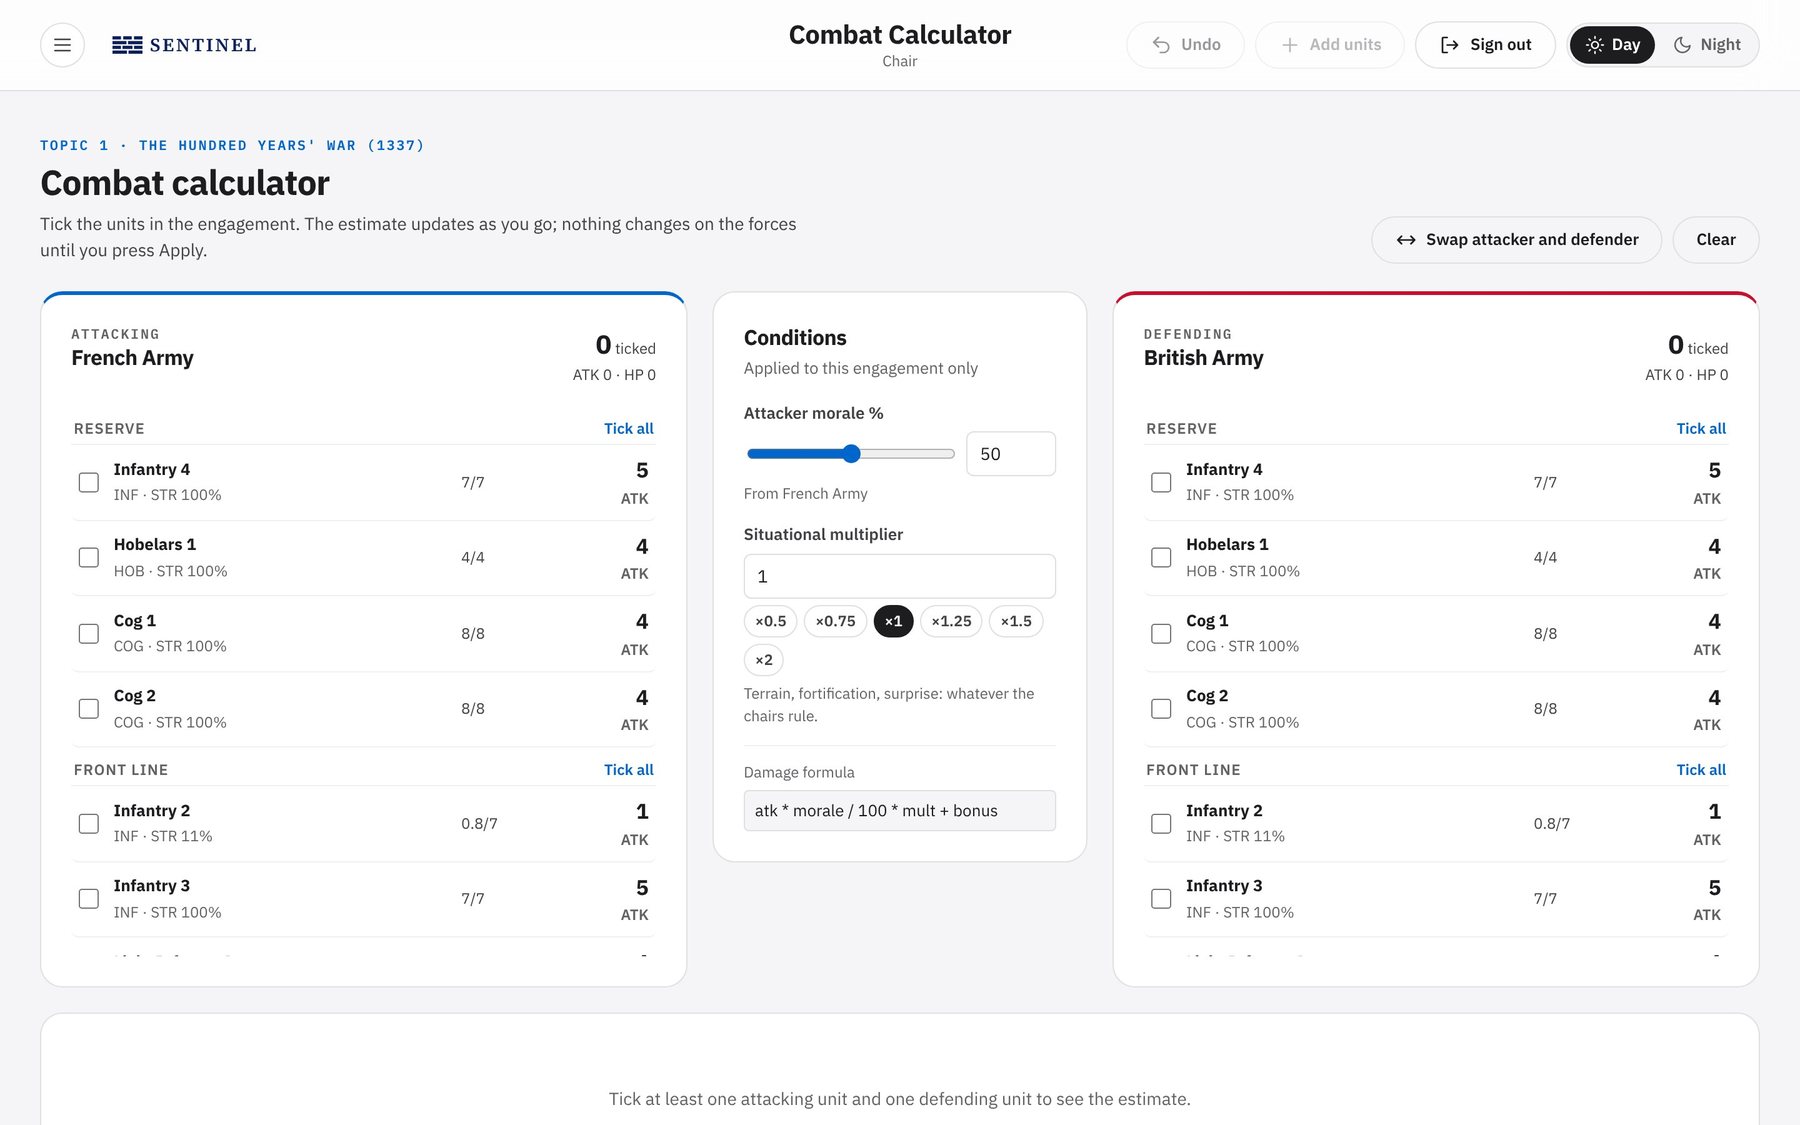 SENTINEL
Combat Calculator
Chair
Undo
Add units
Sign out
Day
Night
TOPIC 1 · THE HUNDRED YEARS' WAR (1337)
Combat calculator
Tick the units in the engagement. The estimate updates as you go; nothing changes on the forces
until you press Apply.
Swap attacker and defender
Clear
ATTACKING
French Army
0 ticked
ATK 0 · HP 0
RESERVE
Tick all
Infantry 4
INF · STR 100%
7/7
5
ATK
Hobelars 1
HOB · STR 100%
4/4
4
ATK
Cog 1
COG · STR 100%
8/8
4
ATK
Cog 2
COG · STR 100%
8/8
4
ATK
FRONT LINE
Tick all
Infantry 2
INF · STR 11%
0.8/7
1
ATK
Infantry 3
INF · STR 100%
7/7
5
ATK
Conditions
Applied to this engagement only
Attacker morale %
50
From French Army
Situational multiplier
1
×0.5
×0.75
×1
×1.25
×1.5
×2
Terrain, fortification, surprise: whatever the
chairs rule.
Damage formula
atk * morale / 100 * mult + bonus
DEFENDING
British Army
0 ticked
ATK 0 · HP 0
RESERVE
Tick all
Infantry 4
INF · STR 100%
7/7
5
ATK
Hobelars 1
HOB · STR 100%
4/4
4
ATK
Cog 1
COG · STR 100%
8/8
4
ATK
Cog 2
COG · STR 100%
8/8
4
ATK
FRONT LINE
Tick all
Infantry 2
INF · STR 11%
0.8/7
1
ATK
Infantry 3
INF · STR 100%
7/7
5
ATK
Tick at least one attacking unit and one defending unit to see the estimate.